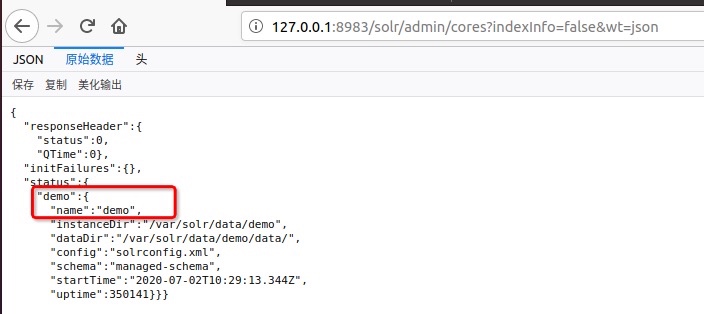 127.0.0.1:8983/solr/admin/cores?indexInfo=false&wt=json
JSON 原始数据 头
保存 复制 美化输出
{
  "responseHeader":{
    "status":0,
    "QTime":0},
  "initFailures":{},
  "status":{
    "demo":{
      "name":"demo",
      "instanceDir":"/var/solr/data/demo",
      "dataDir":"/var/solr/data/demo/data/",
      "config":"solrconfig.xml",
      "schema":"managed-schema",
      "startTime":"2020-07-02T10:29:13.344Z",
      "uptime":350141}}}